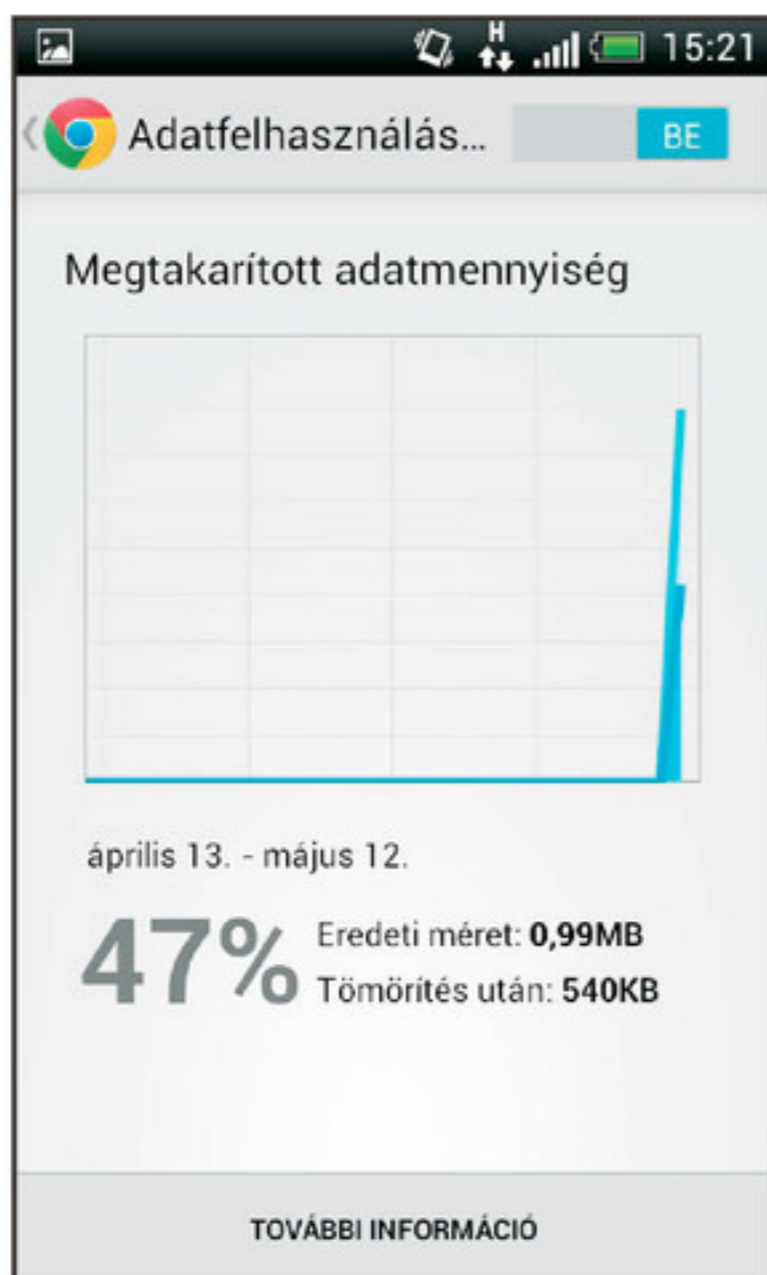 H
15:21
Adatfelhasználás...
BE
Megtakarított adatmennyiség
április 13. - május 12.
47%
Eredeti méret: 0,99MB
Tömörítés után: 540KB
TOVÁBBI INFORMÁCIÓ